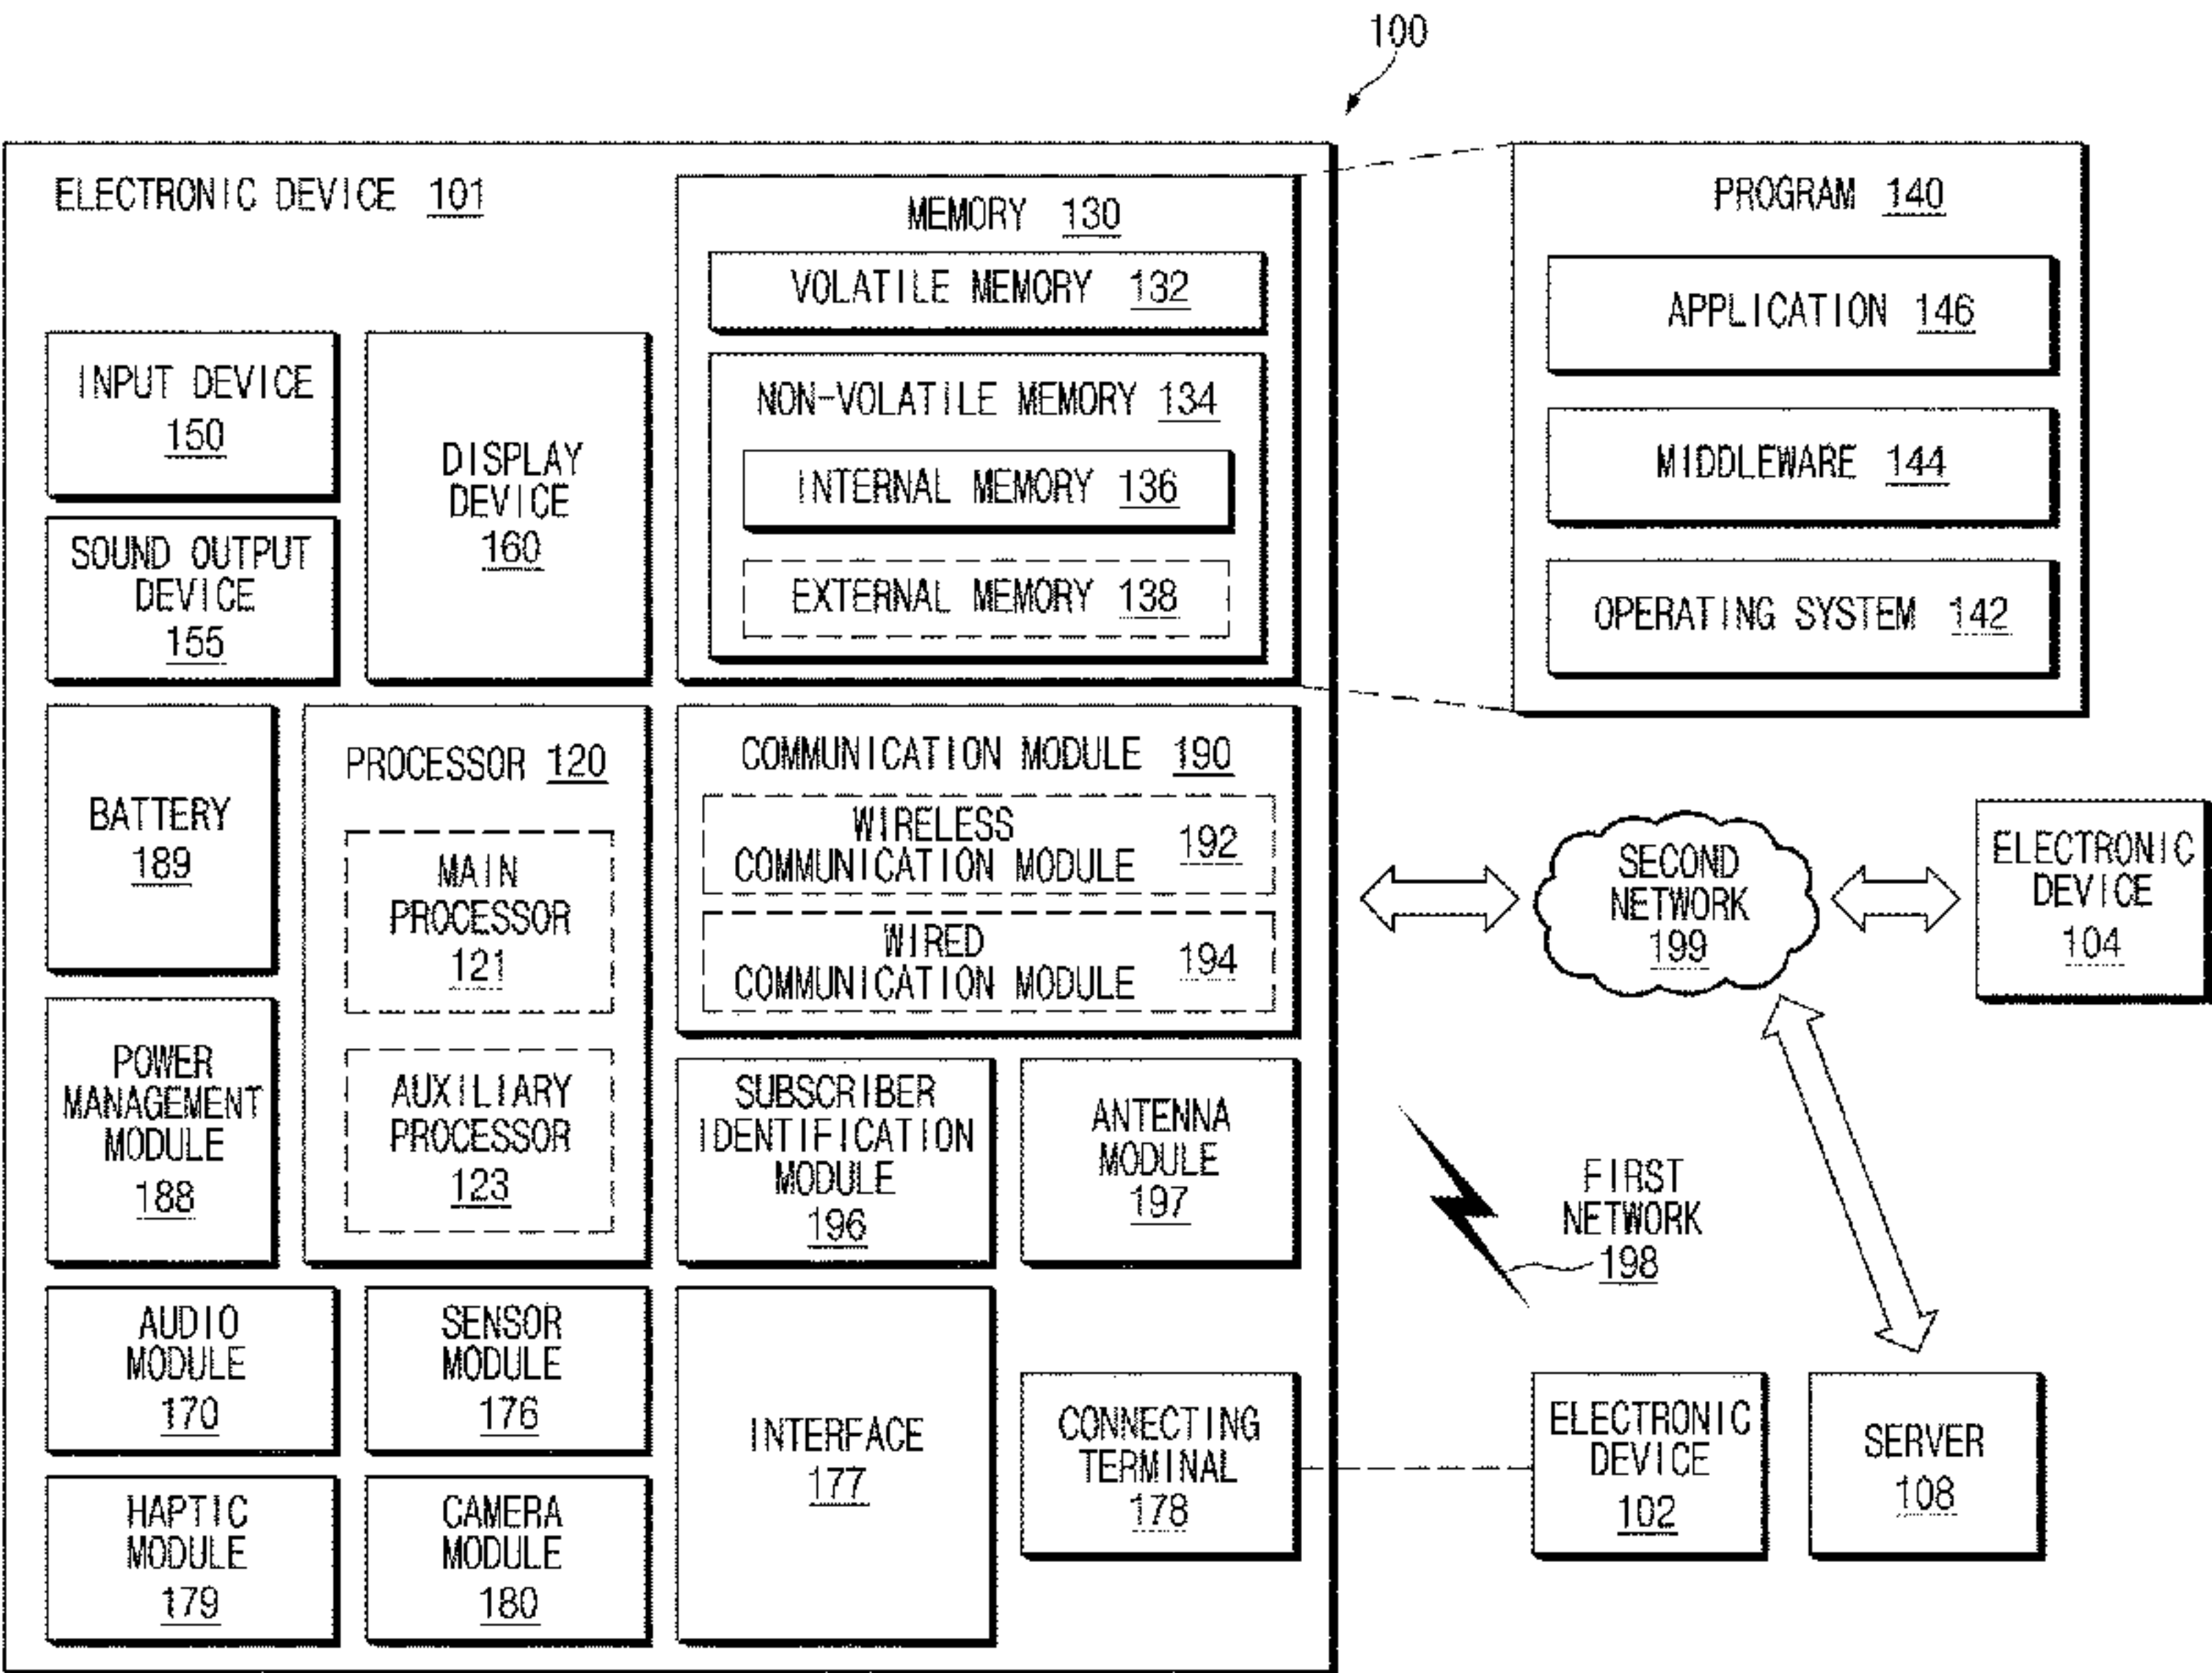 100
ELECTRONIC DEVICE 101
MEMORY 130
VOLATILE MEMORY 132
NON-VOLATILE MEMORY 134
INTERNAL MEMORY 136
EXTERNAL MEMORY 138
PROGRAM 140
APPLICATION 146
MIDDLEWARE 144
OPERATING SYSTEM 142
INPUT DEVICE
150
SOUND OUTPUT
DEVICE
155
DISPLAY
DEVICE
160
BATTERY
189
POWER
MANAGEMENT
MODULE
188
PROCESSOR 120
MAIN
PROCESSOR
121
AUXILIARY
PROCESSOR
123
COMMUNICATION MODULE 190
WIRELESS
COMMUNICATION MODULE 192
WIRED
COMMUNICATION MODULE 194
SUBSCRIBER
IDENTIFICATION
MODULE
196
ANTENNA
MODULE
197
SECOND
NETWORK
199
ELECTRONIC
DEVICE
104
FIRST
NETWORK
198
AUDIO
MODULE
170
SENSOR
MODULE
176
INTERFACE
177
CONNECTING
TERMINAL
178
ELECTRONIC
DEVICE
102
SERVER
108
HAPTIC
MODULE
179
CAMERA
MODULE
180